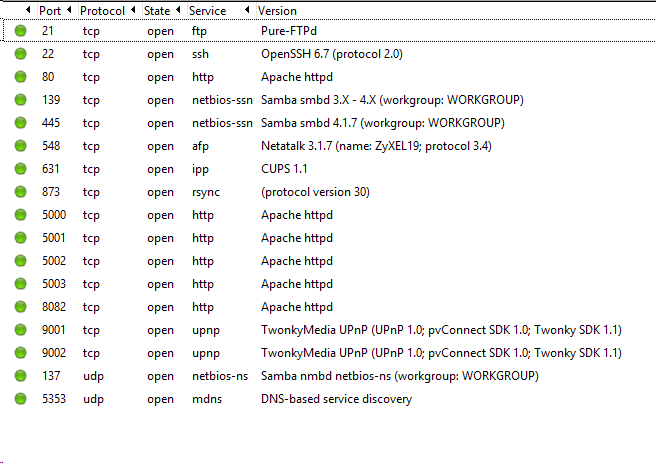 Port Protocol State Service Version
21 tcp open ftp Pure-FTPd
22 tcp open ssh OpenSSH 6.7 (protocol 2.0)
80 tcp open http Apache httpd
139 tcp open netbios-ssn Samba smbd 3.X - 4.X (workgroup: WORKGROUP)
445 tcp open netbios-ssn Samba smbd 4.1.7 (workgroup: WORKGROUP)
548 tcp open afp Netatalk 3.1.7 (name: ZyXEL19; protocol 3.4)
631 tcp open ipp CUPS 1.1
873 tcp open rsync (protocol version 30)
5000 tcp open http Apache httpd
5001 tcp open http Apache httpd
5002 tcp open http Apache httpd
5003 tcp open http Apache httpd
8082 tcp open http Apache httpd
9001 tcp open upnp TwonkyMedia UPnP (UPnP 1.0; pvConnect SDK 1.0; Twonky SDK 1.1)
9002 tcp open upnp TwonkyMedia UPnP (UPnP 1.0; pvConnect SDK 1.0; Twonky SDK 1.1)
137 udp open netbios-ns Samba nmbd netbios-ns (workgroup: WORKGROUP)
5353 udp open mdns DNS-based service discovery